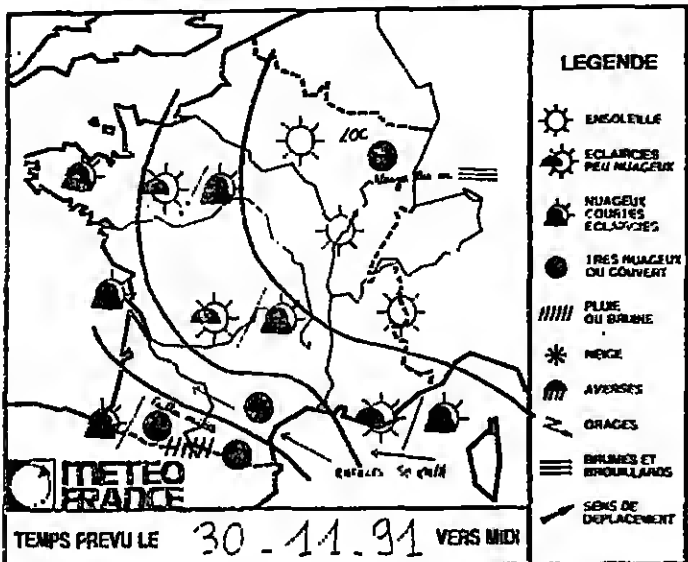 LOC
METEO
FRANCE
TEMPS PREVU LE 30-11-91 VERS MIDI
LEGENDE
ENSOLEILLE
ECLAIRCIES
PEU NUAGEUX
NUAGEUX
COURTES
ECLAIRCIES
TRES NUAGEUX
OU COUVERT
PLUIE
OU BRUINE
NEIGE
AVERSES
ORAGES
BRUMES ET
BROUILLARDS
SENS DE
DEPLACEMENT